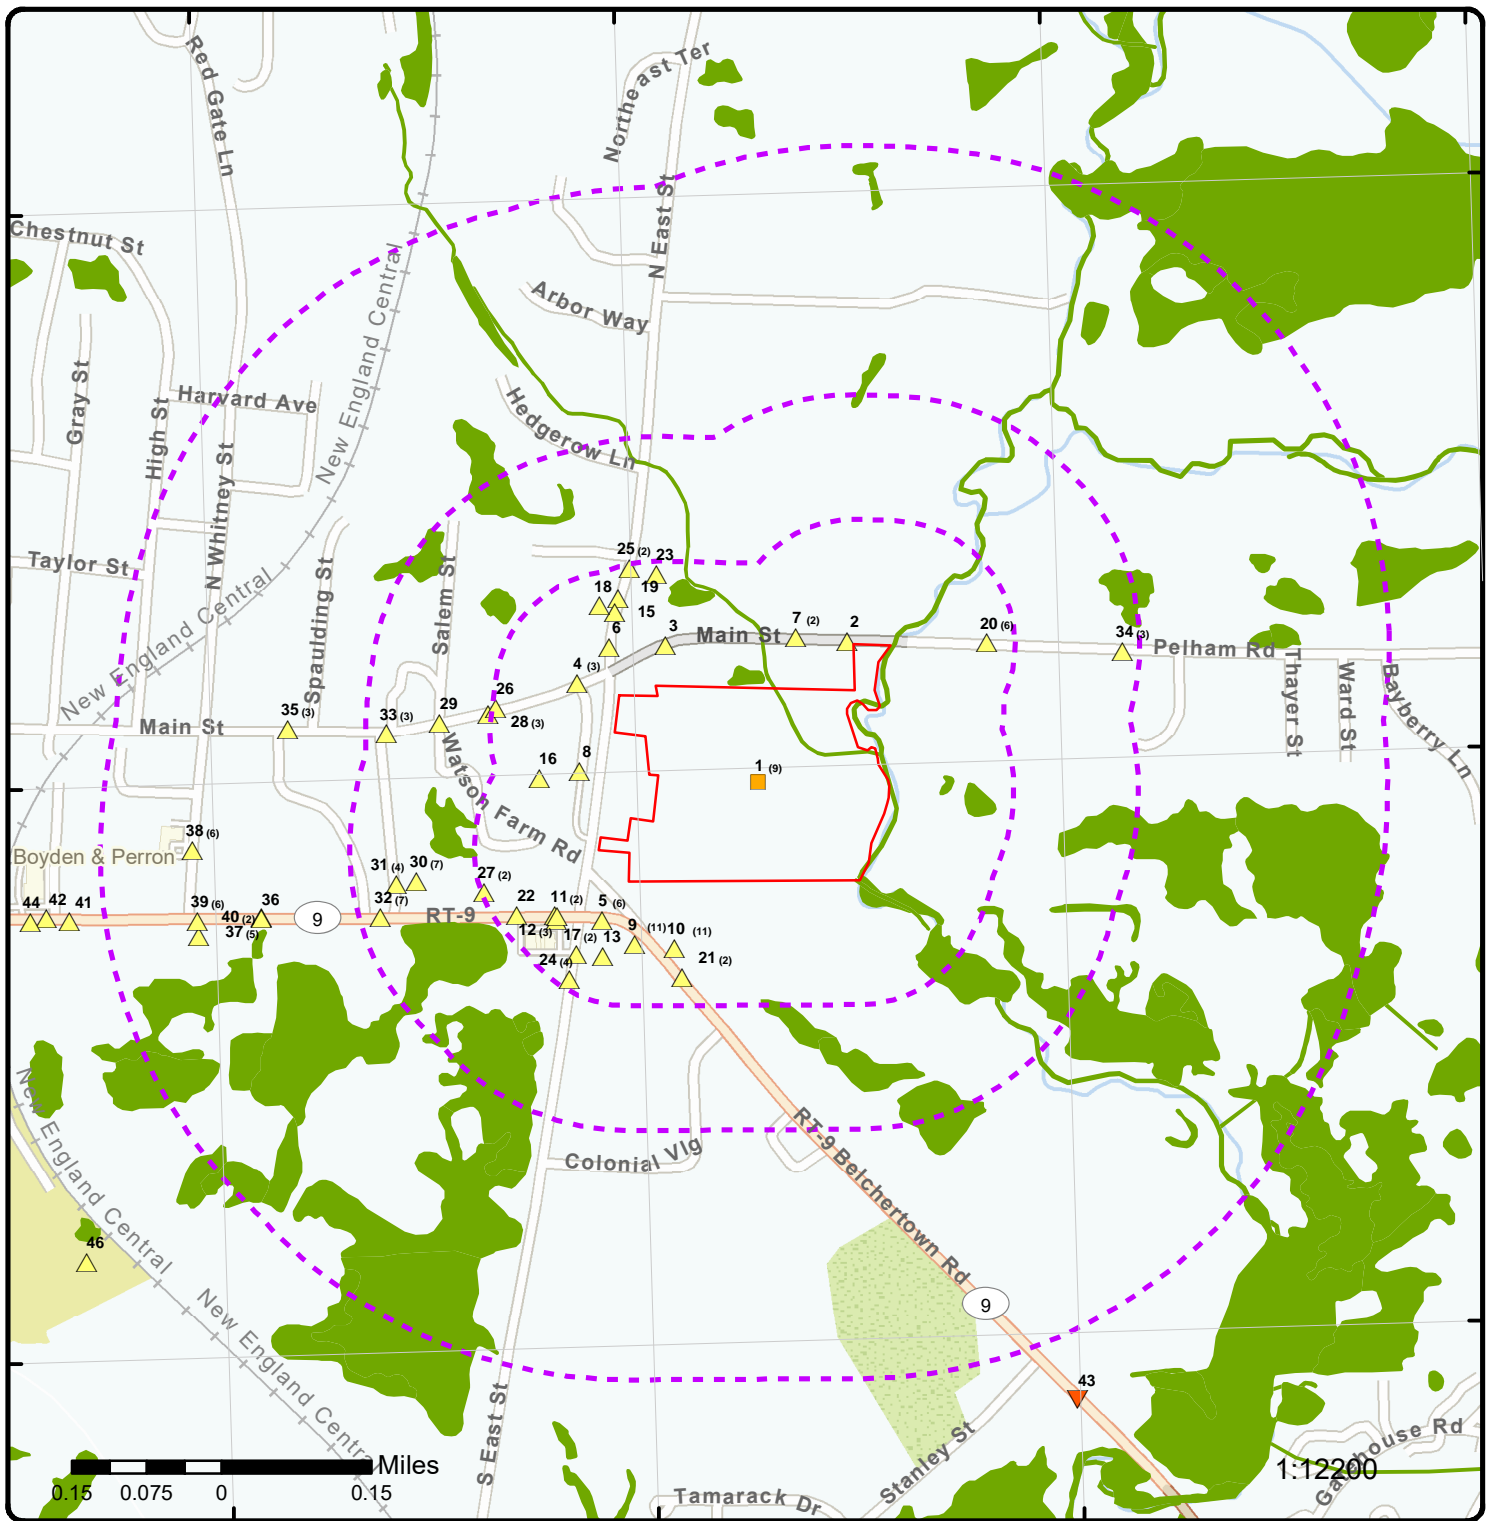 Red Gate Ln
Northeast Ter
N East St
Chestnut St
New England Central
Arbor Way
Gray St
High St
Harvard Ave
N Whitney St
Hedgerow Ln
Taylor St
New England Central
Spaulding St
Salem St
25 (2)
23
18
19
15
6
3
Main St
7 (2)
2
20 (6)
34 (3)
Pelham Rd
Thayer St
Ward St
Bayberry Ln
4 (3)
26
28 (3)
29
33 (3)
35 (3)
Main St
Watson Farm Rd
16
8
1 (9)
38 (6)
Boyden & Perron
31 (4)
30 (7)
27 (2)
32 (7)
RT-9
22
11 (2)
5 (6)
12 (3)
17 (2)
13
9 (11)
10 (11)
21 (2)
24 (4)
44
42
41
39 (6)
40 (2)
36
37 (5)
9
New England Central
Colonial Vlg
RT-9 Belchertown Rd
46
New England Central
9
43
S East St
Stanley St
Gatehouse Rd
Tamarack Dr
Miles
0.15
0.075
0
0.15
1:12200